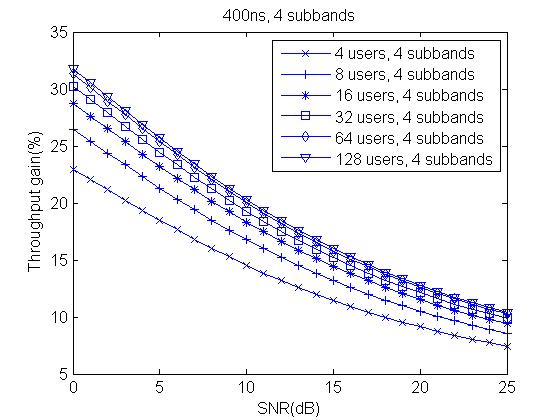 400ns, 4 subbands
35
30
25
20
15
10
5
Throughput gain(%)
4 users, 4 subbands
8 users, 4 subbands
16 users, 4 subbands
32 users, 4 subbands
64 users, 4 subbands
128 users, 4 subbands
0 5 10 15 20 25
SNR(dB)